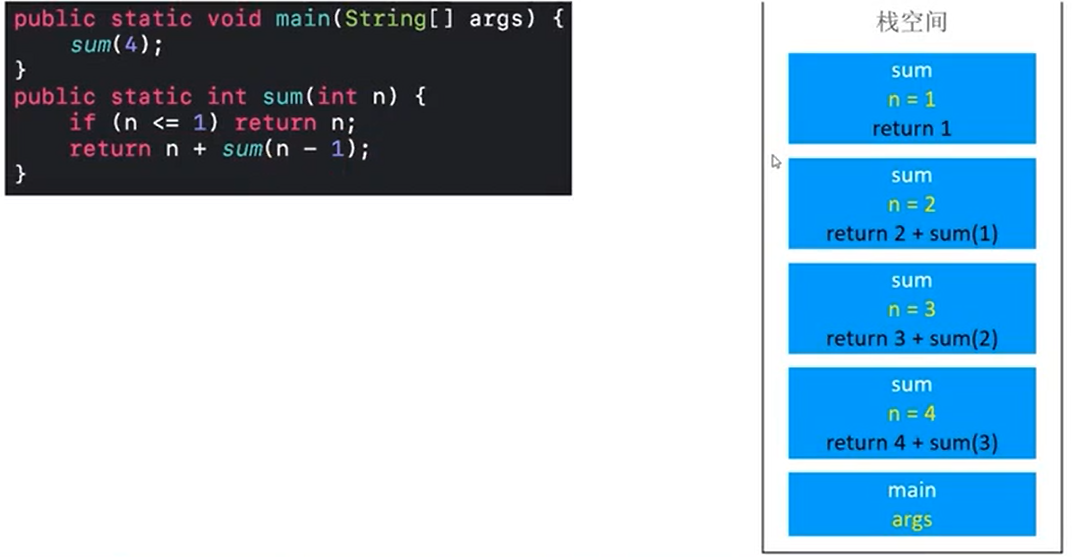 public static void main(String[] args) {
    sum(4);
}
public static int sum(int n) {
    if (n <= 1) return n;
    return n + sum(n - 1);
}
栈空间
sum
n = 1
return 1
sum
n = 2
return 2 + sum(1)
sum
n = 3
return 3 + sum(2)
sum
n = 4
return 4 + sum(3)
main
args